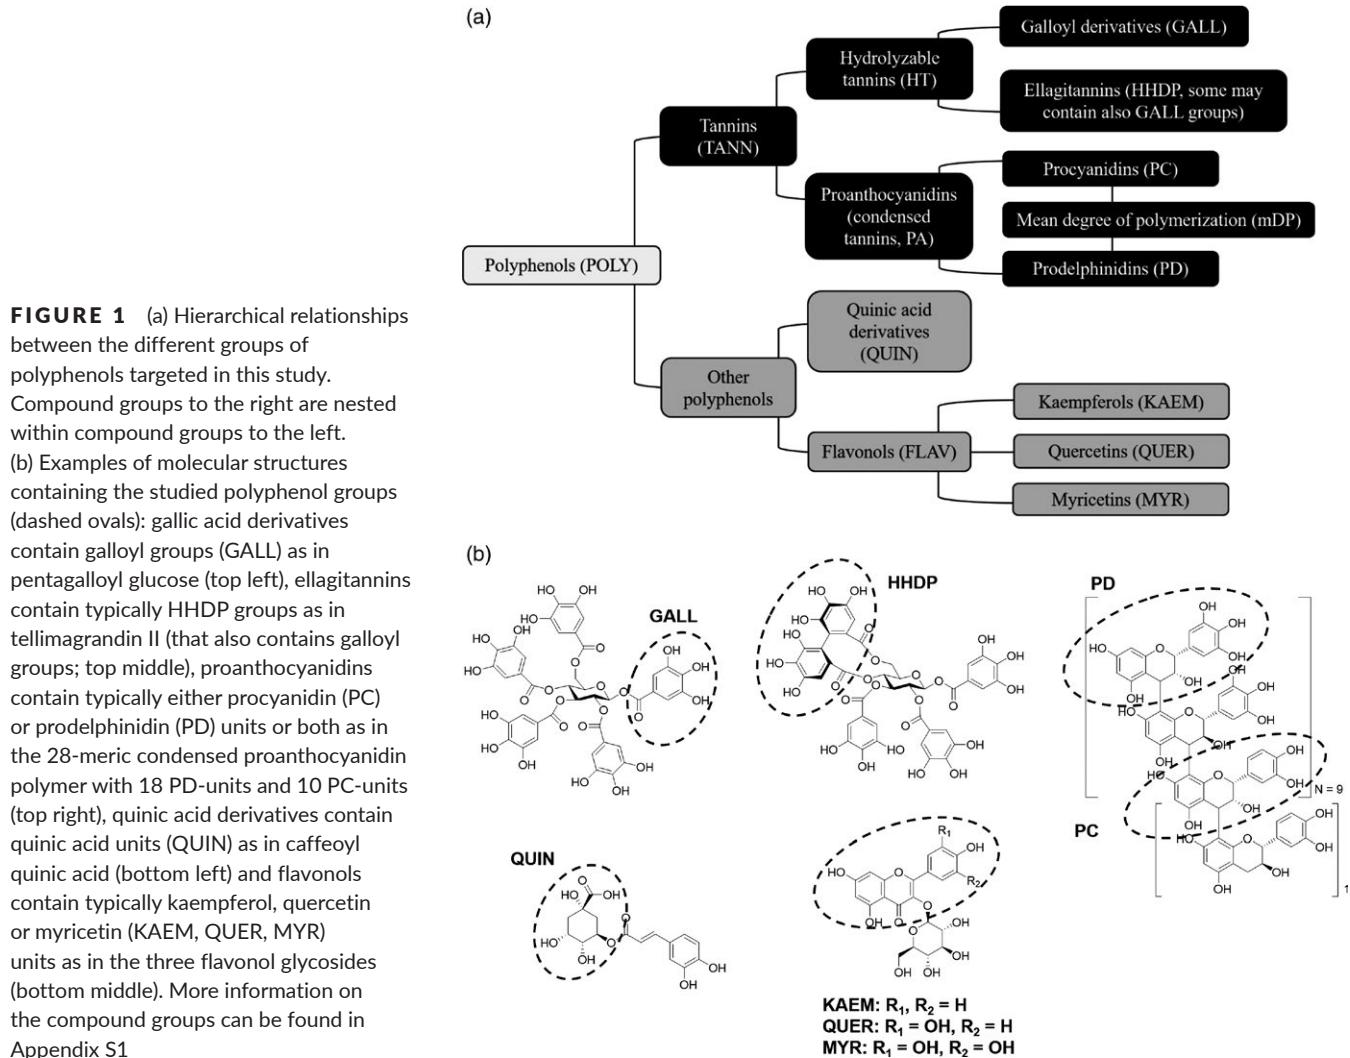 FIGURE 1 (a) Hierarchical relationships
between the different groups of
polyphenols targeted in this study.
Compound groups to the right are nested
within compound groups to the left.
(b) Examples of molecular structures
containing the studied polyphenol groups
(dashed ovals): gallic acid derivatives
contain galloyl groups (GALL) as in
pentagalloyl glucose (top left), ellagitannins
contain typically HHDP groups as in
tellimagrandin II (that also contains galloyl
groups; top middle), proanthocyanidins
contain typically either procyanidin (PC)
or prodelphinidin (PD) units or both as in
the 28-meric condensed proanthocyanidin
polymer with 18 PD-units and 10 PC-units
(top right), quinic acid derivatives contain
quinic acid units (QUIN) as in caffeoyl
quinic acid (bottom left) and flavonols
contain typically kaempferol, quercetin
or myricetin (KAEM, QUER, MYR)
units as in the three flavonol glycosides
(bottom middle). More information on
the compound groups can be found in
Appendix S1
(a)
Polyphenols (POLY)
Tannins
(TANN)
Hydrolyzable
tannins (HT)
Galloyl derivatives (GALL)
Ellagitannins (HHDP, some may
contain also GALL groups)
Proanthocyanidins
(condensed
tannins, PA)
Procyanidins (PC)
Mean degree of polymerization (mDP)
Prodelphinidins (PD)
Other
polyphenols
Quinic acid
derivatives
(QUIN)
Flavonols (FLAV)
Kaempferols (KAEM)
Quercetins (QUER)
Myricetins (MYR)
(b)
GALL
HHDP
PD
PC
N = 9
1
QUIN
R1
R2
KAEM: R1, R2 = H
QUER: R1 = OH, R2 = H
MYR: R1 = OH, R2 = OH